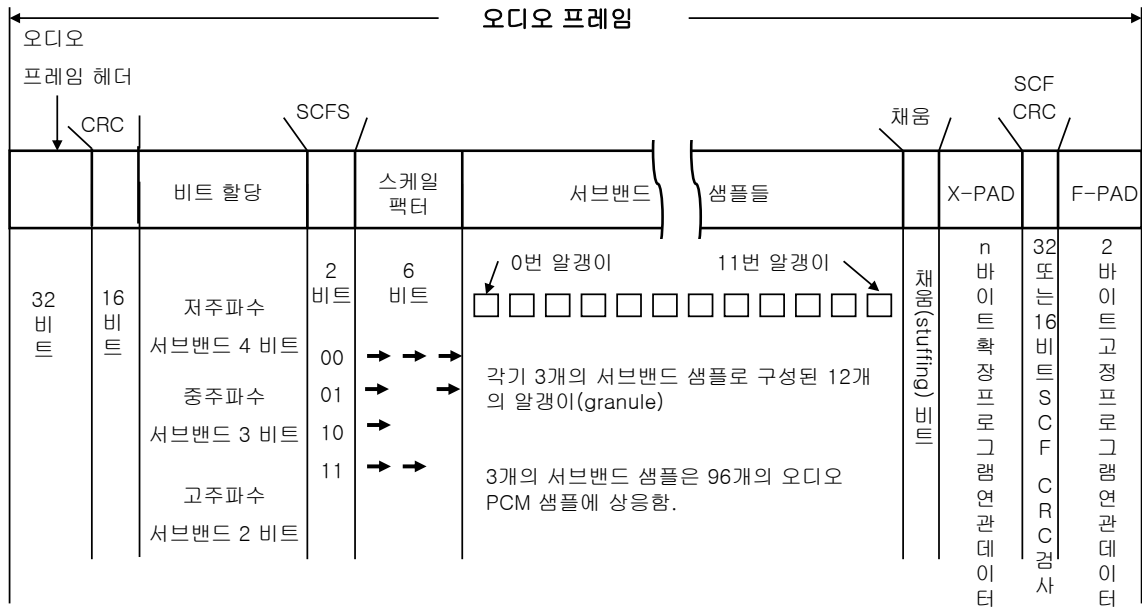 오디오 프레임
오디오
프레임 헤더
CRC
SCFS
채움
SCF
CRC
비트 할당
스케일
팩터
서브밴드
샘플들
X-PAD
F-PAD
32
비
트
16
비
트
저주파수
서브밴드 4 비트
중주파수
서브밴드 3 비트
고주파수
서브밴드 2 비트
2
비트
00
01
10
11
6
비트
0번 알갱이
11번 알갱이
각기 3개의 서브밴드 샘플로 구성된 12개
의 알갱이(granule)
3개의 서브밴드 샘플은 96개의 오디오
PCM 샘플에 상응함.
채움(stuffing) 비트
n
바
이
트
확
장
프
로
그
램
연
관
데
이
터
32
또
는
16
비
트
S
C
F
C
R
C
검
사
2
바
이
트
고
정
프
로
그
램
연
관
데
이
터